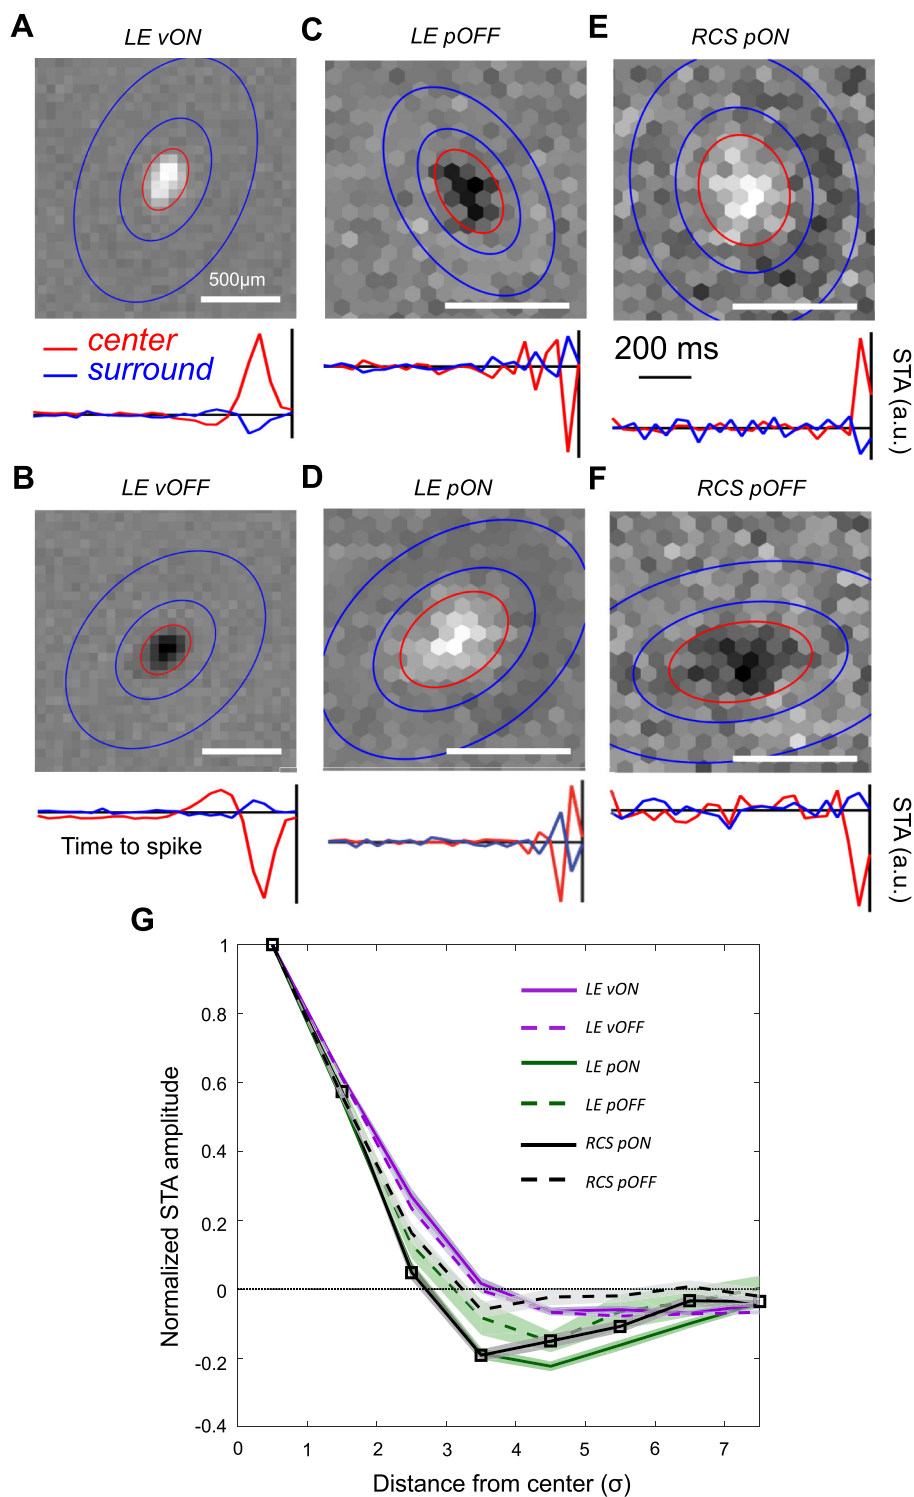 A
LE vON
500µm
center
surround
C
LE pOFF
E
RCS pON
200 ms
STA (a.u.)
B
LE vOFF
Time to spike
D
LE pON
F
RCS pOFF
STA (a.u.)
G
Normalized STA amplitude
1
0.8
0.6
0.4
0.2
0
-0.2
-0.4
LE vON
LE vOFF
LE pON
LE pOFF
RCS pON
RCS pOFF
0 1 2 3 4 5 6 7
Distance from center (σ)